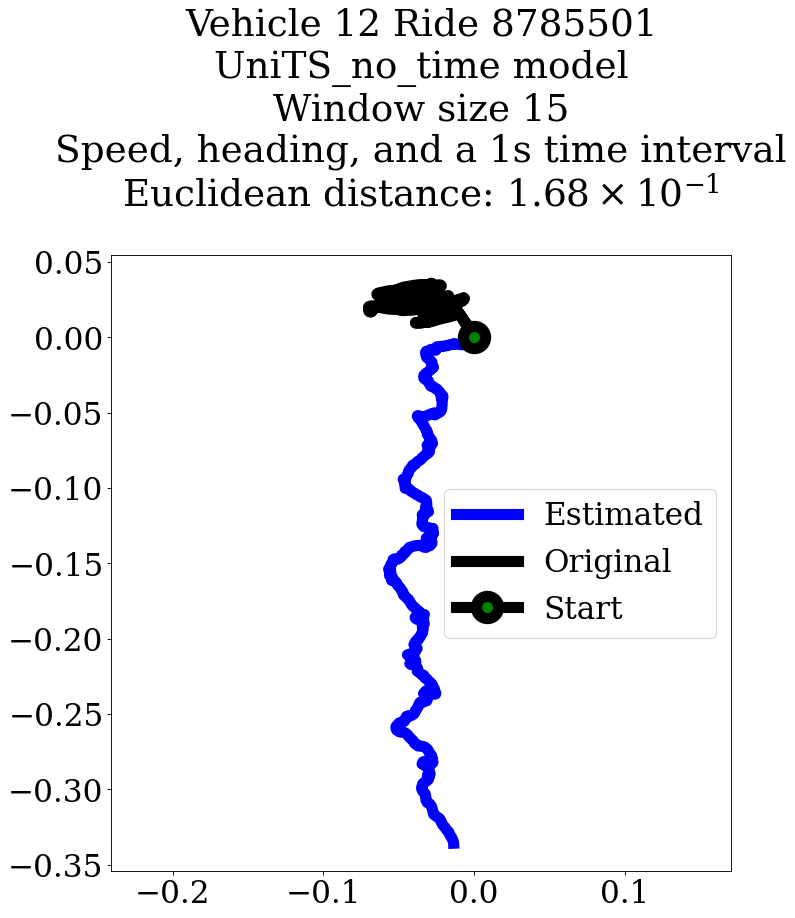 Vehicle 12 Ride 8785501
UniTS_no_time model
Window size 15
Speed, heading, and a 1s time interval
Euclidean distance: 1.68 × 10⁻¹
0.05
0.00
−0.05
−0.10
−0.15
−0.20
−0.25
−0.30
−0.35
Estimated
Original
Start
−0.2 −0.1 0.0 0.1